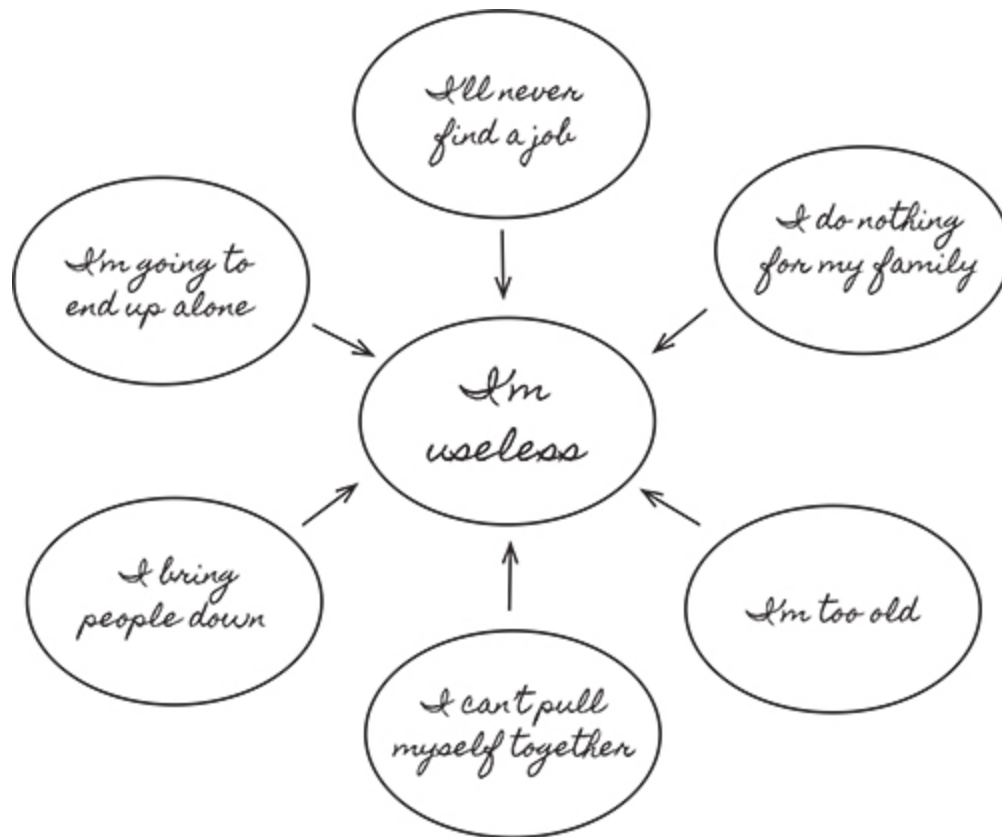 I'll never
find a job
I do nothing
for my family
I'm going to
end up alone
I'm
useless
I bring
people down
I'm too old
I can't pull
myself together